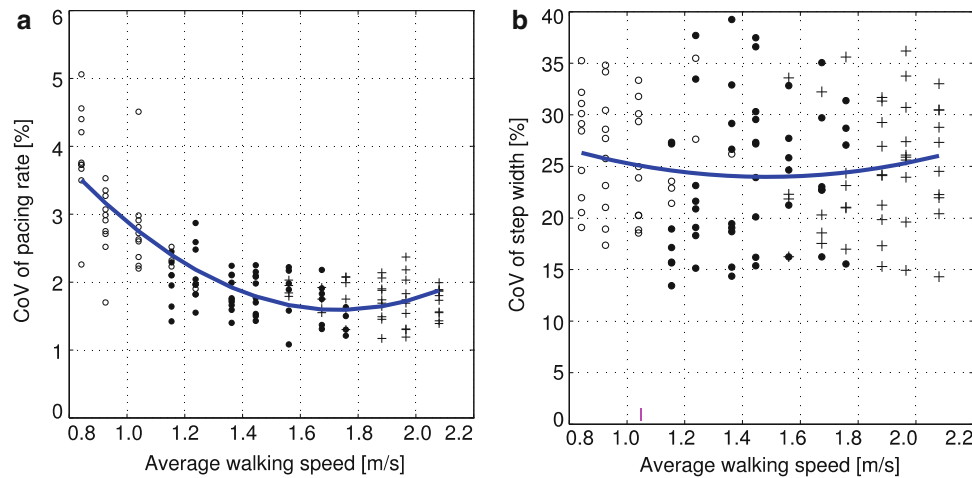 a
6
5
4
3
2
1
0
CoV of pacing rate [%]
0.8 1.0 1.2 1.4 1.6 1.8 2.0 2.2
Average walking speed [m/s]
b
40
35
30
25
20
15
10
5
0
CoV of step width [%]
0.8 1.0 1.2 1.4 1.6 1.8 2.0 2.2
Average walking speed [m/s]